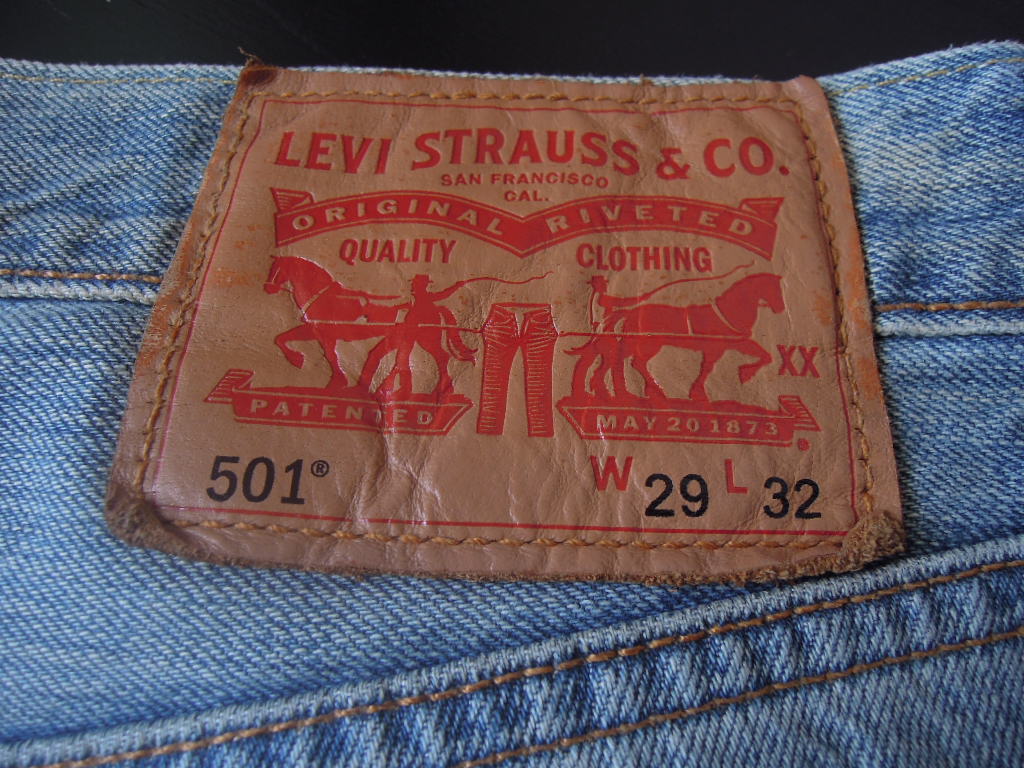 LEVI STRAUSS & CO.
SAN FRANCISCO
CAL.
ORIGINAL RIVETED
QUALITY CLOTHING
XX
PATENTED MAY 20 1873 ®
501® W 29 L 32